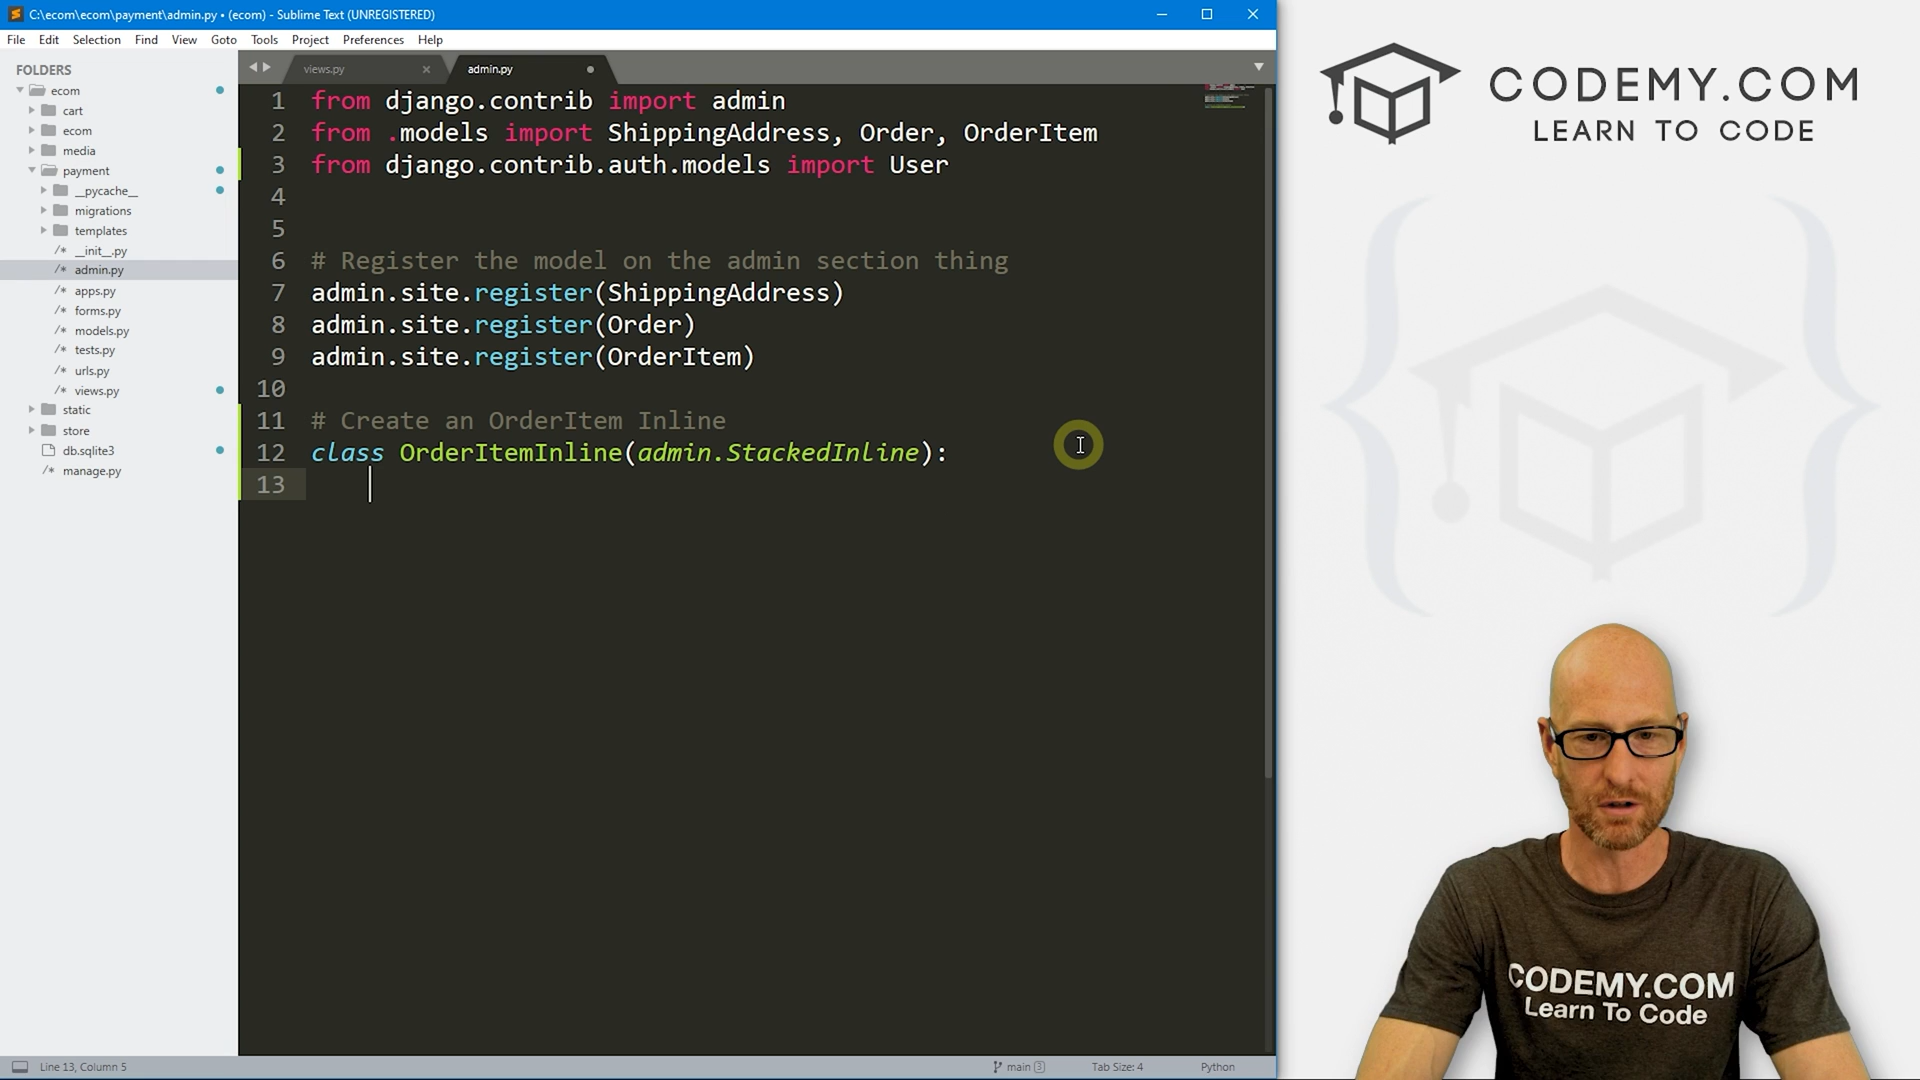 C:\ecom\ecom\payment\admin.py • (ecom) - Sublime Text (UNREGISTERED)
File Edit Selection Find View Goto Tools Project Preferences Help
FOLDERS
ecom
cart
ecom
media
payment
__pycache__
migrations
templates
/* __init__.py
/* admin.py
/* apps.py
/* forms.py
/* models.py
/* tests.py
/* urls.py
/* views.py
static
store
db.sqlite3
/* manage.py
views.py
admin.py
1 from django.contrib import admin
2 from .models import ShippingAddress, Order, OrderItem
3 from django.contrib.auth.models import User
4
5
6 # Register the model on the admin section thing
7 admin.site.register(ShippingAddress)
8 admin.site.register(Order)
9 admin.site.register(OrderItem)
10
11 # Create an OrderItem Inline
12 class OrderItemInline(admin.StackedInline):
13
Line 13, Column 5
main 3
Tab Size: 4
Python
CODEMY.COM
LEARN TO CODE
CODEMY.COM
Learn To Code